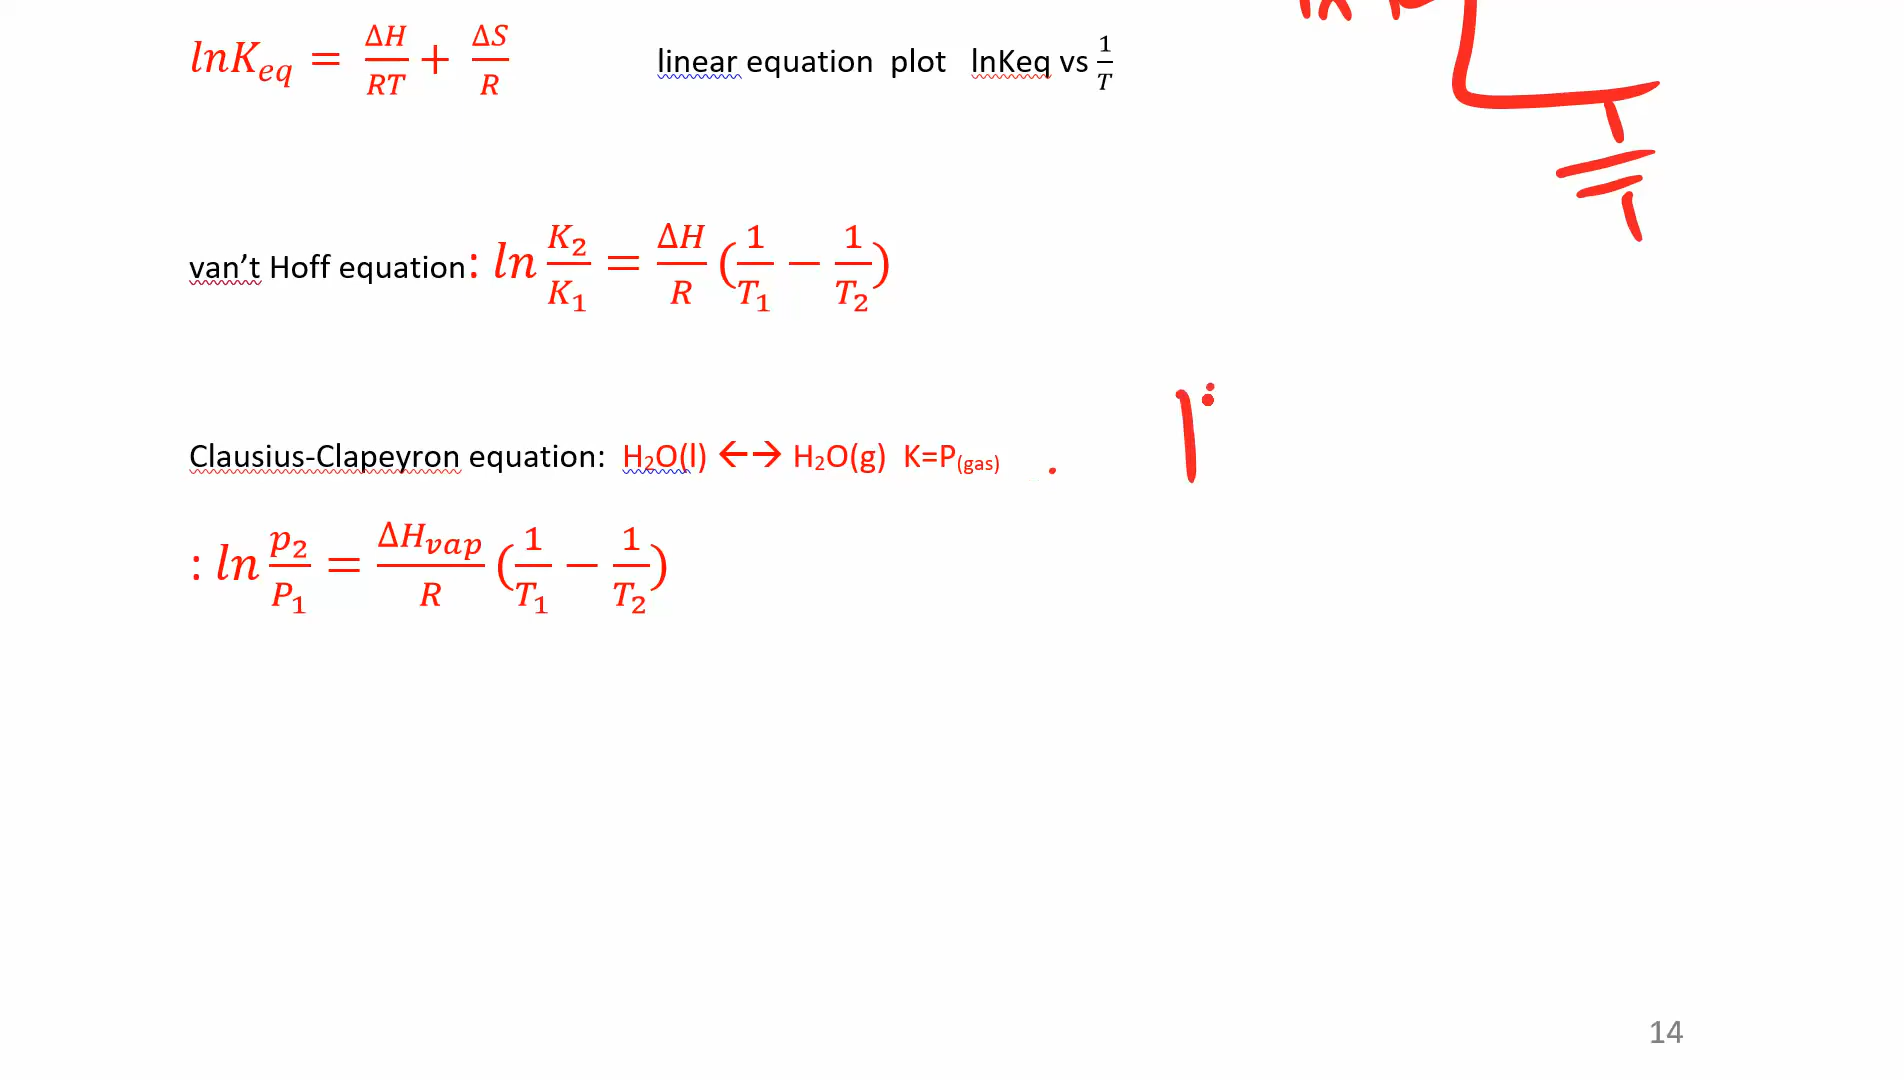 lnK_eq = ΔH/RT + ΔS/R linear equation plot lnKeq vs 1/T
van’t Hoff equation: ln K₂/K₁ = ΔH/R (1/T₁ − 1/T₂)
Clausius-Clapeyron equation: H₂O(l) ←→ H₂O(g) K=P(gas) .
: ln p₂/P₁ = ΔH_vap/R (1/T₁ − 1/T₂)
14